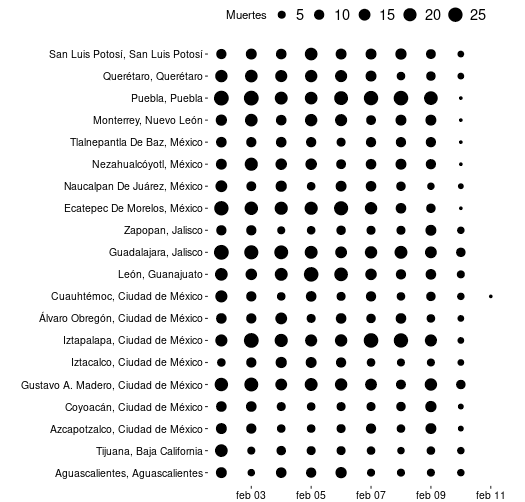 Muertes 5 10 15 20 25
San Luis Potosí, San Luis Potosí
Querétaro, Querétaro
Puebla, Puebla
Monterrey, Nuevo León
Tlalnepantla De Baz, México
Nezahualcóyotl, México
Naucalpan De Juárez, México
Ecatepec De Morelos, México
Zapopan, Jalisco
Guadalajara, Jalisco
León, Guanajuato
Cuauhtémoc, Ciudad de México
Álvaro Obregón, Ciudad de México
Iztapalapa, Ciudad de México
Iztacalco, Ciudad de México
Gustavo A. Madero, Ciudad de México
Coyoacán, Ciudad de México
Azcapotzalco, Ciudad de México
Tijuana, Baja California
Aguascalientes, Aguascalientes
feb 03 feb 05 feb 07 feb 09 feb 11